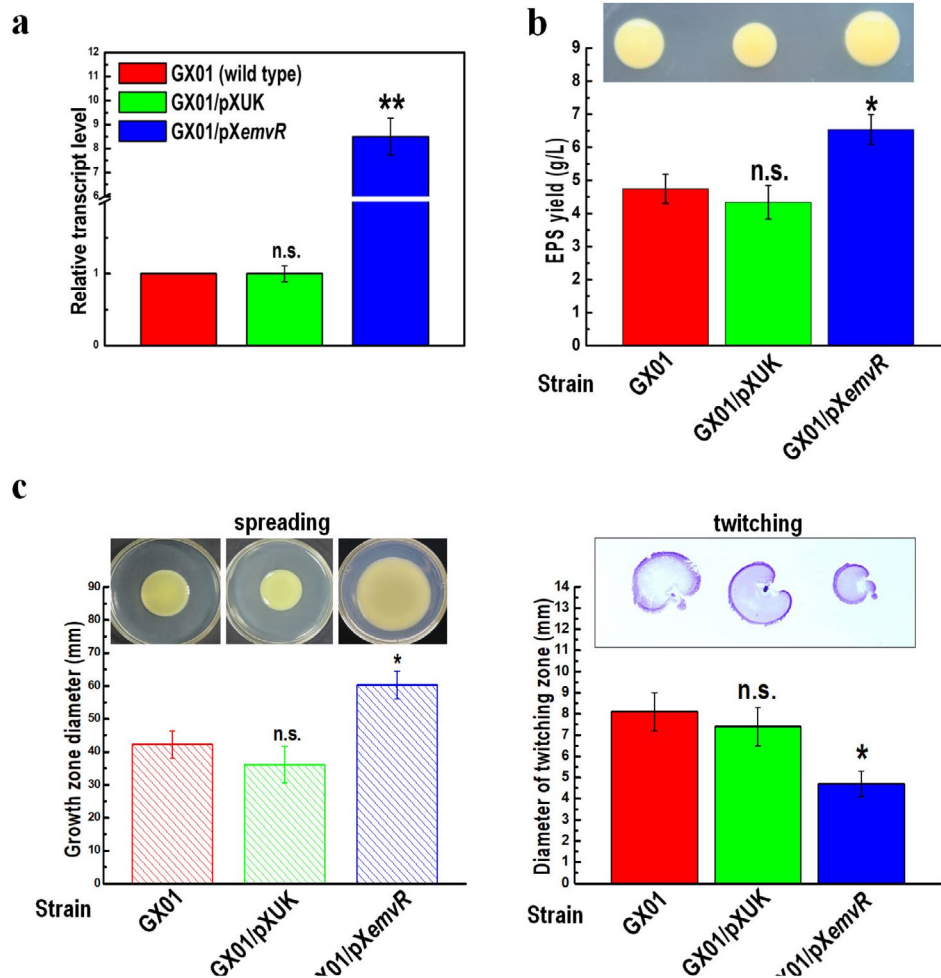 a
12
11
10
9
8
7
6
1
0
Relative transcript level
GX01 (wild type)
GX01/pXUK
GX01/pXemvR
n.s.
**
b
9
8
7
6
5
4
3
2
1
0
EPS yield (g/L)
n.s.
*
Strain
GX01
GX01/pXUK
GX01/pXemvR
c
spreading
90
80
70
60
50
40
30
20
10
0
Growth zone diameter (mm)
n.s.
*
Strain
GX01
GX01/pXUK
GX01/pXemvR
twitching
14
13
12
11
10
9
8
7
6
5
4
3
2
1
0
Diameter of twitching zone (mm)
n.s.
*
Strain
GX01
GX01/pXUK
GX01/pXemvR